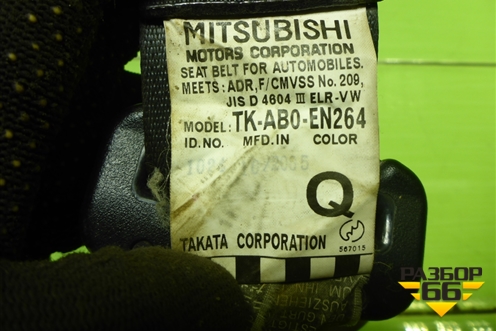 MITSUBISHI
MOTORS CORPORATION
SEAT BELT FOR AUTOMOBILES.
MEETS: ADR, F/CMVSS No. 209,
JIS D 4604 III ELR-VW
MODEL: TK-AB0-EN264
ID. NO. MFD. IN COLOR
Q
TAKATA CORPORATION
567015
РАЗБОР
66